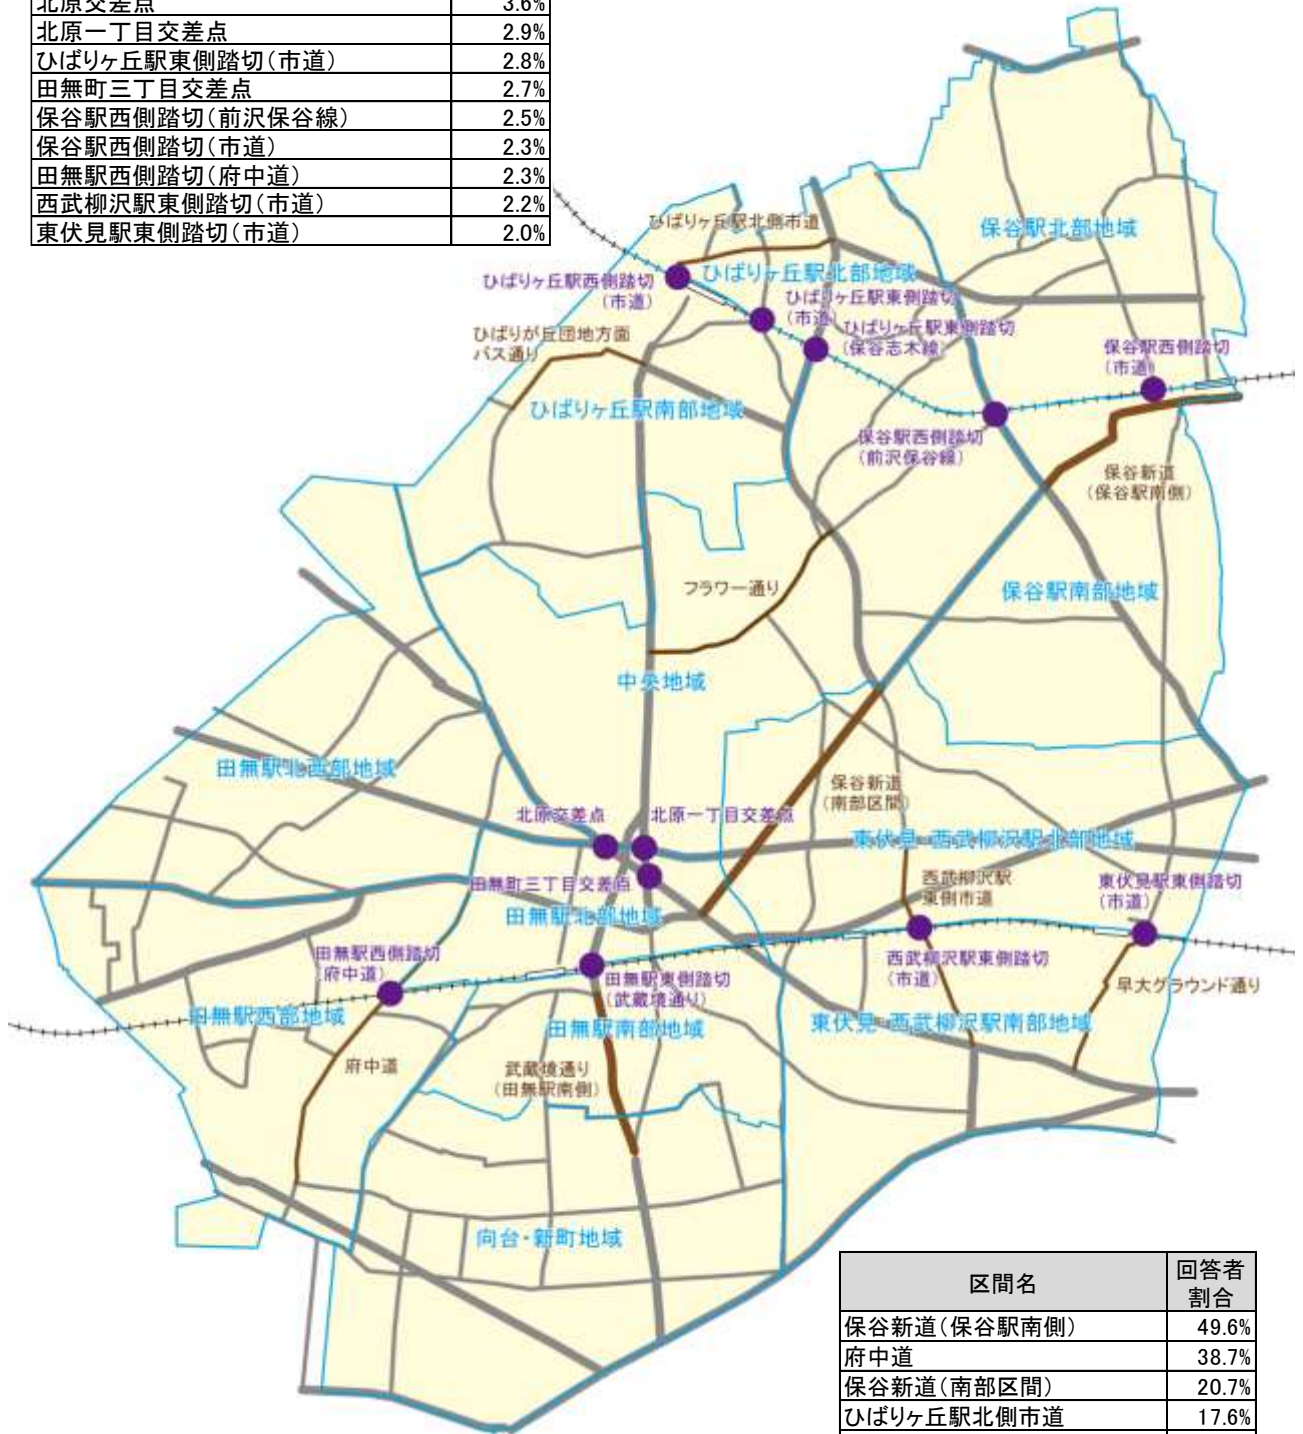 北原交差点 3.6%
北原一丁目交差点 2.9%
ひばりヶ丘駅東側踏切(市道) 2.8%
田無町三丁目交差点 2.7%
保谷駅西側踏切(前沢保谷線) 2.5%
保谷駅西側踏切(市道) 2.3%
田無駅西側踏切(府中道) 2.3%
西武柳沢駅東側踏切(市道) 2.2%
東伏見駅東側踏切(市道) 2.0%
ひばりヶ丘駅北側市道
保谷駅北部地域
ひばりヶ丘駅北部地域
ひばりヶ丘駅西側踏切
(市道)
ひばりヶ丘駅東側踏切
(市道)
ひばりヶ丘駅東側踏切
(保谷志木線)
ひばりが丘団地方面
バス通り
保谷駅西側踏切
(市道)
ひばりヶ丘駅南部地域
保谷駅西側踏切
(前沢保谷線)
保谷新道
(保谷駅南側)
フラワー通り
保谷駅南部地域
中央地域
田無駅北西部地域
保谷新道
(南部区間)
北原交差点
北原一丁目交差点
東伏見・西武柳沢駅北部地域
田無町三丁目交差点
西武柳沢駅
東側市道
東伏見駅東側踏切
(市道)
田無駅北部地域
田無駅西側踏切
(府中道)
西武柳沢駅東側踏切
(市道)
田無駅東側踏切
(武蔵境通り)
早大グラウンド通り
田無駅西部地域
田無駅南部地域
東伏見・西武柳沢駅南部地域
府中道
武蔵境通り
(田無駅南側)
向台・新町地域
区間名 回答者
割合
保谷新道(保谷駅南側) 49.6%
府中道 38.7%
保谷新道(南部区間) 20.7%
ひばりヶ丘駅北側市道 17.6%